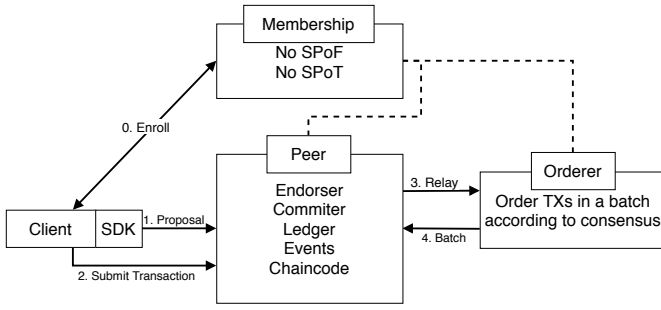 Membership
No SPoF
No SPoT
0. Enroll
Peer
Endorser
Commiter
Ledger
Events
Chaincode
3. Relay
4. Batch
Orderer
Order TXs in a batch
according to consensus
Client
SDK
1. Proposal
2. Submit Transaction